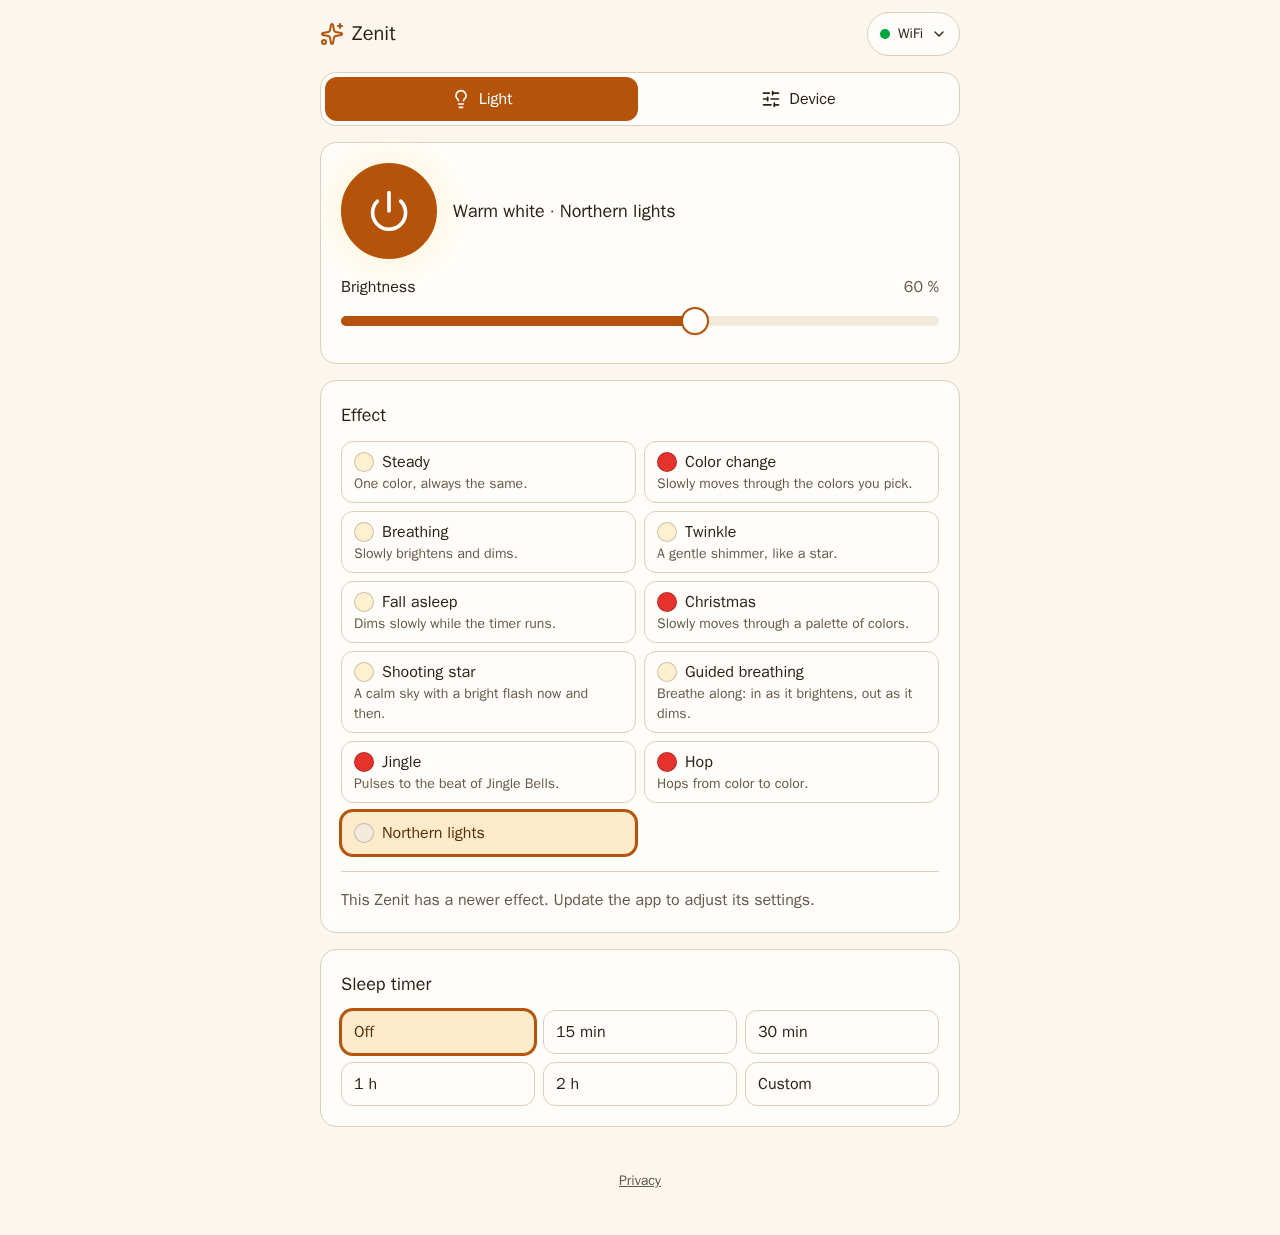 Zenit
WiFi
Light
Device
Warm white · Northern lights
Brightness
60 %
Effect
Steady
One color, always the same.
Color change
Slowly moves through the colors you pick.
Breathing
Slowly brightens and dims.
Twinkle
A gentle shimmer, like a star.
Fall asleep
Dims slowly while the timer runs.
Christmas
Slowly moves through a palette of colors.
Shooting star
A calm sky with a bright flash now and
then.
Guided breathing
Breathe along: in as it brightens, out as it
dims.
Jingle
Pulses to the beat of Jingle Bells.
Hop
Hops from color to color.
Northern lights
This Zenit has a newer effect. Update the app to adjust its settings.
Sleep timer
Off
15 min
30 min
1 h
2 h
Custom
Privacy